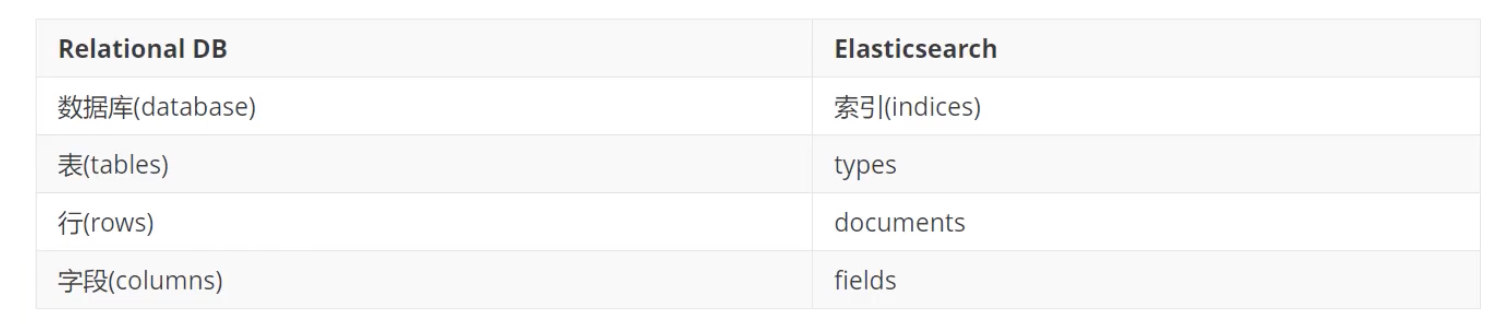 Relational DB Elasticsearch
数据库(database) 索引(indices)
表(tables) types
行(rows) documents
字段(columns) fields